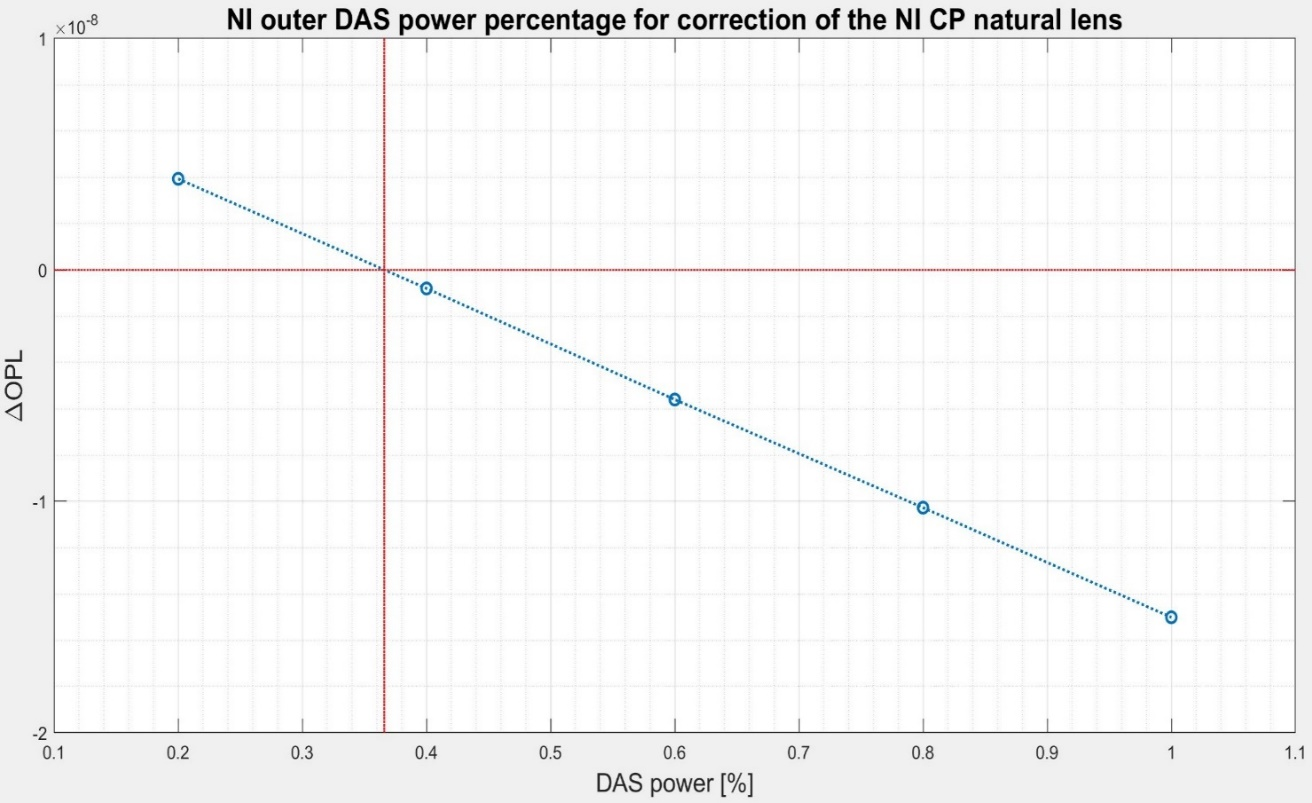 NI outer DAS power percentage for correction of the NI CP natural lens
×10-8
1
0
-1
-2
ΔOPL
0.1 0.2 0.3 0.4 0.5 0.6 0.7 0.8 0.9 1 1.1
DAS power [%]